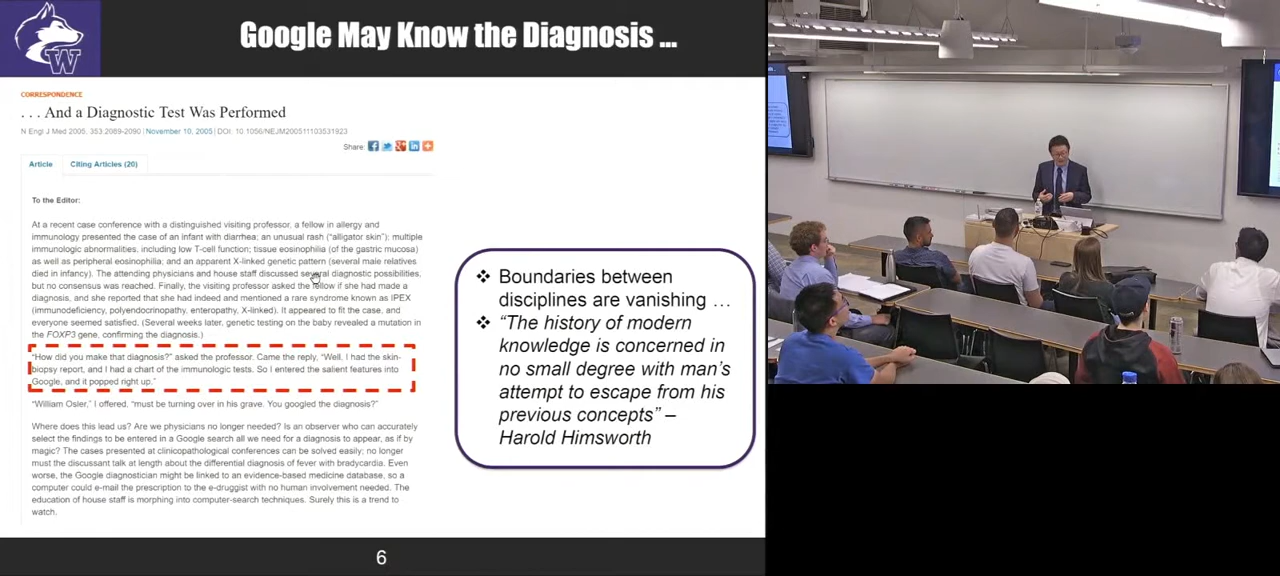 Google May Know the Diagnosis ...
W
CORRESPONDENCE
. . . And a Diagnostic Test Was Performed
N Engl J Med 2005; 353:2089-2090 | November 10, 2005 | DOI: 10.1056/NEJM200511103531923
Share:
Article
Citing Articles (20)
To the Editor:
At a recent case conference with a distinguished visiting professor, a fellow in allergy and
immunology presented the case of an infant with diarrhea; an unusual rash ("alligator skin"); multiple
immunologic abnormalities, including low T-cell function; tissue eosinophilia (of the gastric mucosa)
as well as peripheral eosinophilia; and an apparent X-linked genetic pattern (several male relatives
died in infancy). The attending physicians and house staff discussed several diagnostic possibilities,
but no consensus was reached. Finally, the visiting professor asked the fellow if she had made a
diagnosis, and she reported that she had indeed and mentioned a rare syndrome known as IPEX
(immunodeficiency, polyendocrinopathy, enteropathy, X-linked). It appeared to fit the case, and
everyone seemed satisfied. (Several weeks later, genetic testing on the baby revealed a mutation in
the FOXP3 gene, confirming the diagnosis.)
"How did you make that diagnosis?" asked the professor. Came the reply, "Well, I had the skin-
biopsy report, and I had a chart of the immunologic tests. So I entered the salient features into
Google, and it popped right up."
"William Osler," I offered, "must be turning over in his grave. You googled the diagnosis?"
Where does this lead us? Are we physicians no longer needed? Is an observer who can accurately
select the findings to be entered in a Google search all we need for a diagnosis to appear, as if by
magic? The cases presented at clinicopathological conferences can be solved easily; no longer
must the discussant talk at length about the differential diagnosis of fever with bradycardia. Even
worse, the Google diagnostician might be linked to an evidence-based medicine database, so a
computer could e-mail the prescription to the e-druggist with no human involvement needed. The
education of house staff is morphing into computer-search techniques. Surely this is a trend to
watch.
❖ Boundaries between
disciplines are vanishing ...
❖ "The history of modern
knowledge is concerned in
no small degree with man's
attempt to escape from his
previous concepts" –
Harold Himsworth
6